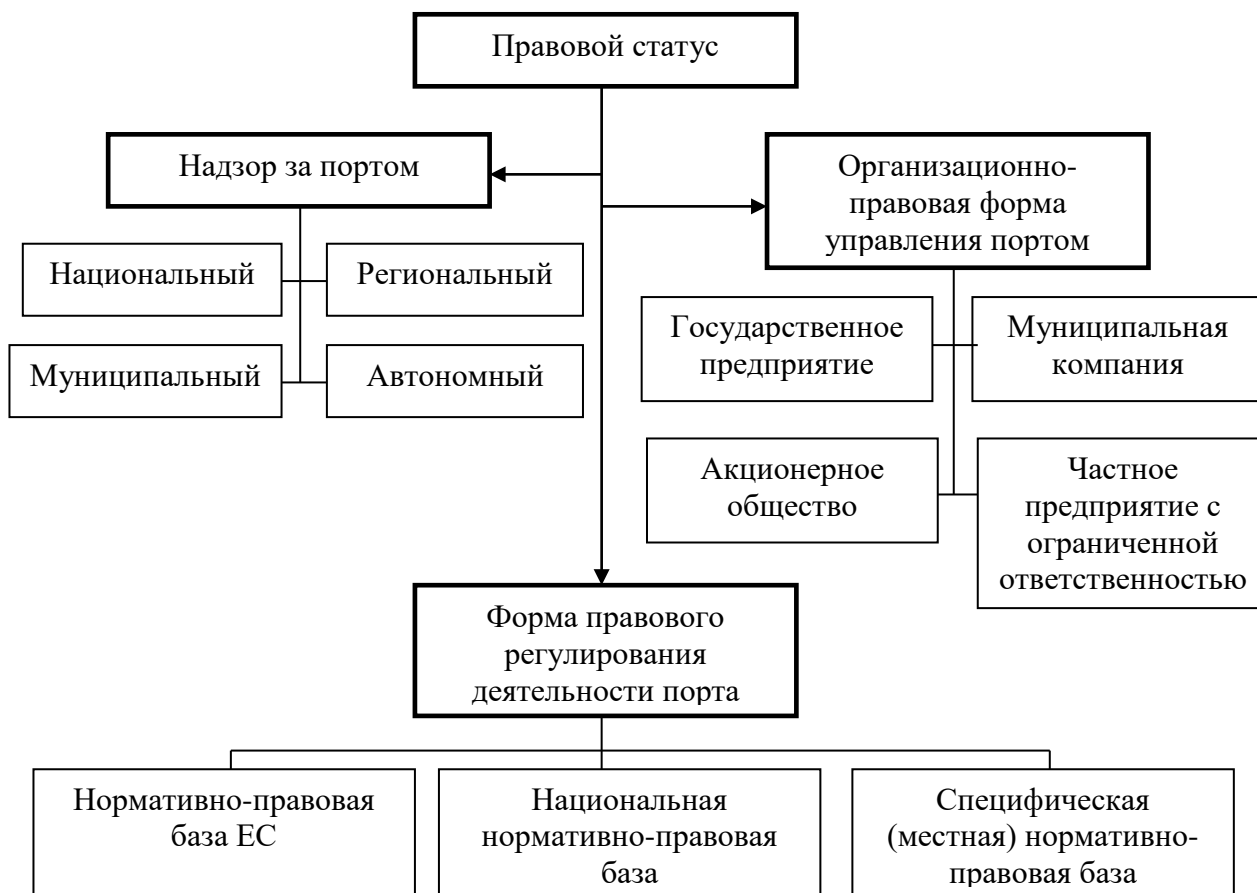 Правовой статус
Надзор за портом
Организационно-
правовая форма
управления портом
Национальный
Региональный
Муниципальный
Автономный
Государственное
предприятие
Муниципальная
компания
Акционерное
общество
Частное
предприятие с
ограниченной
ответственностью
Форма правового
регулирования
деятельности порта
Нормативно-правовая
база ЕС
Национальная
нормативно-правовая
база
Специфическая
(местная) нормативно-
правовая база